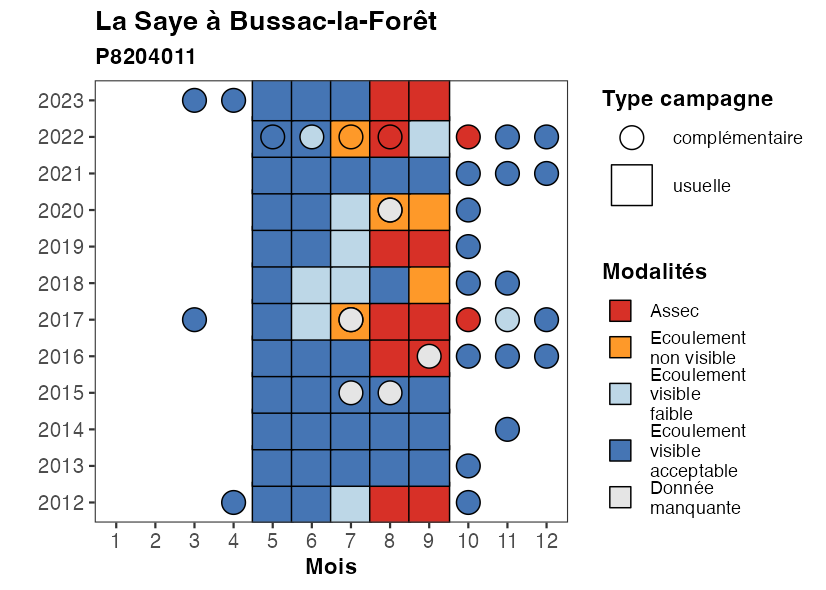 La Saye à Bussac-la-Forêt
P8204011
2023
2022
2021
2020
2019
2018
2017
2016
2015
2014
2013
2012
1 2 3 4 5 6 7 8 9 10 11 12
Mois
Type campagne
complémentaire
usuelle
Modalités
Assec
Ecoulement
non visible
Ecoulement
visible
faible
Ecoulement
visible
acceptable
Donnée
manquante